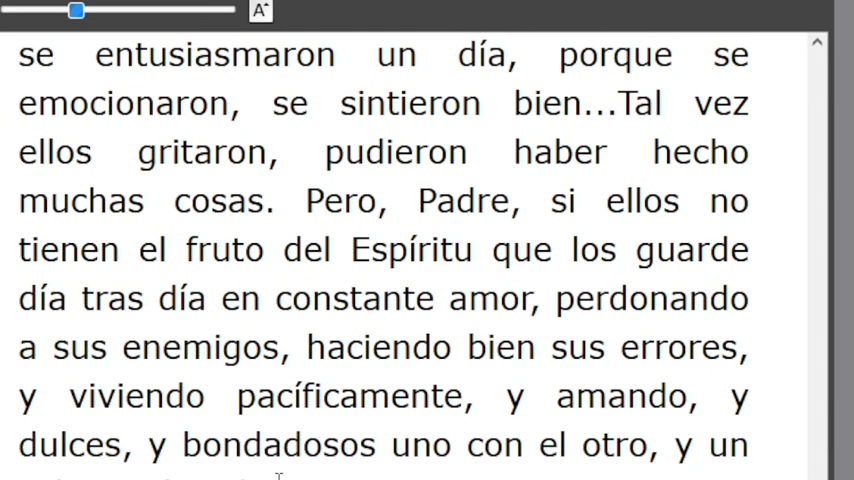 A
se entusiasmaron un día, porque se
emocionaron, se sintieron bien...Tal vez
ellos gritaron, pudieron haber hecho
muchas cosas. Pero, Padre, si ellos no
tienen el fruto del Espíritu que los guarde
día tras día en constante amor, perdonando
a sus enemigos, haciendo bien sus errores,
y viviendo pacíficamente, y amando, y
dulces, y bondadosos uno con el otro, y un